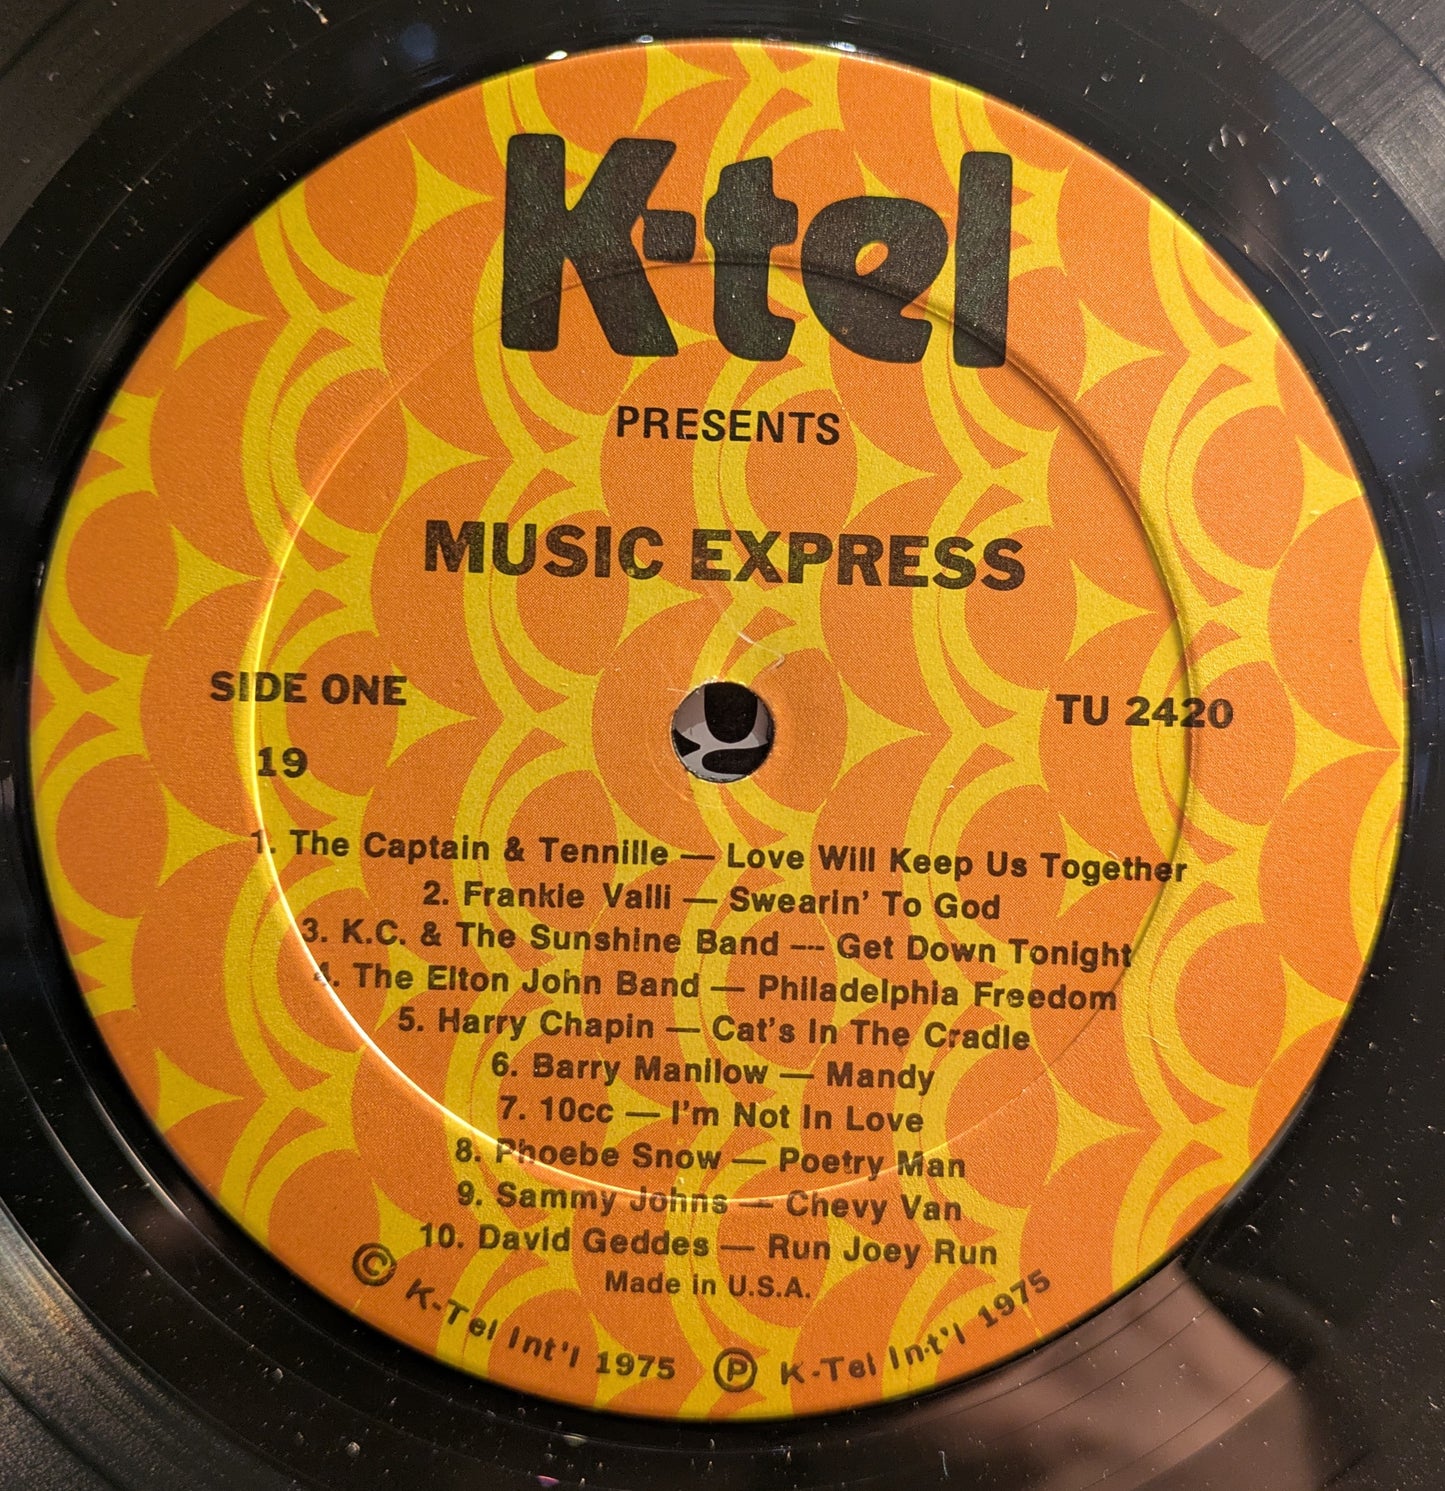 K-tel
PRESENTS
MUSIC EXPRESS
SIDE ONE
TU 2420
19
1. The Captain & Tennille — Love Will Keep Us Together
2. Frankie Valli — Swearin' To God
3. K.C. & The Sunshine Band — Get Down Tonight
4. The Elton John Band — Philadelphia Freedom
5. Harry Chapin — Cat's In The Cradle
6. Barry Manilow — Mandy
7. 10cc — I'm Not In Love
8. Phoebe Snow — Poetry Man
9. Sammy Johns — Chevy Van
10. David Geddes — Run Joey Run
Made in U.S.A.
© K-Tel Int'l 1975 ℗ K-Tel Int'l 1975